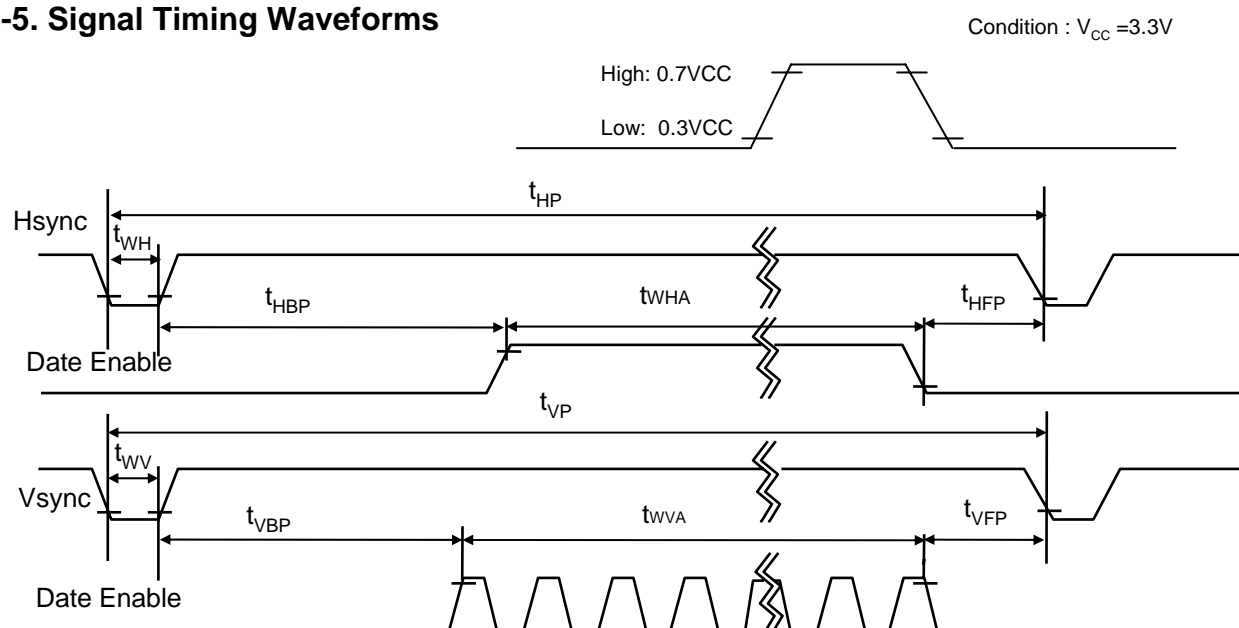 -5. Signal Timing Waveforms
Condition : VCC =3.3V
High: 0.7VCC
Low: 0.3VCC
tHP
Hsync
tWH
tHBP
tWHA
tHFP
Date Enable
tVP
tWV
Vsync
tVBP
tWVA
tVFP
Date Enable